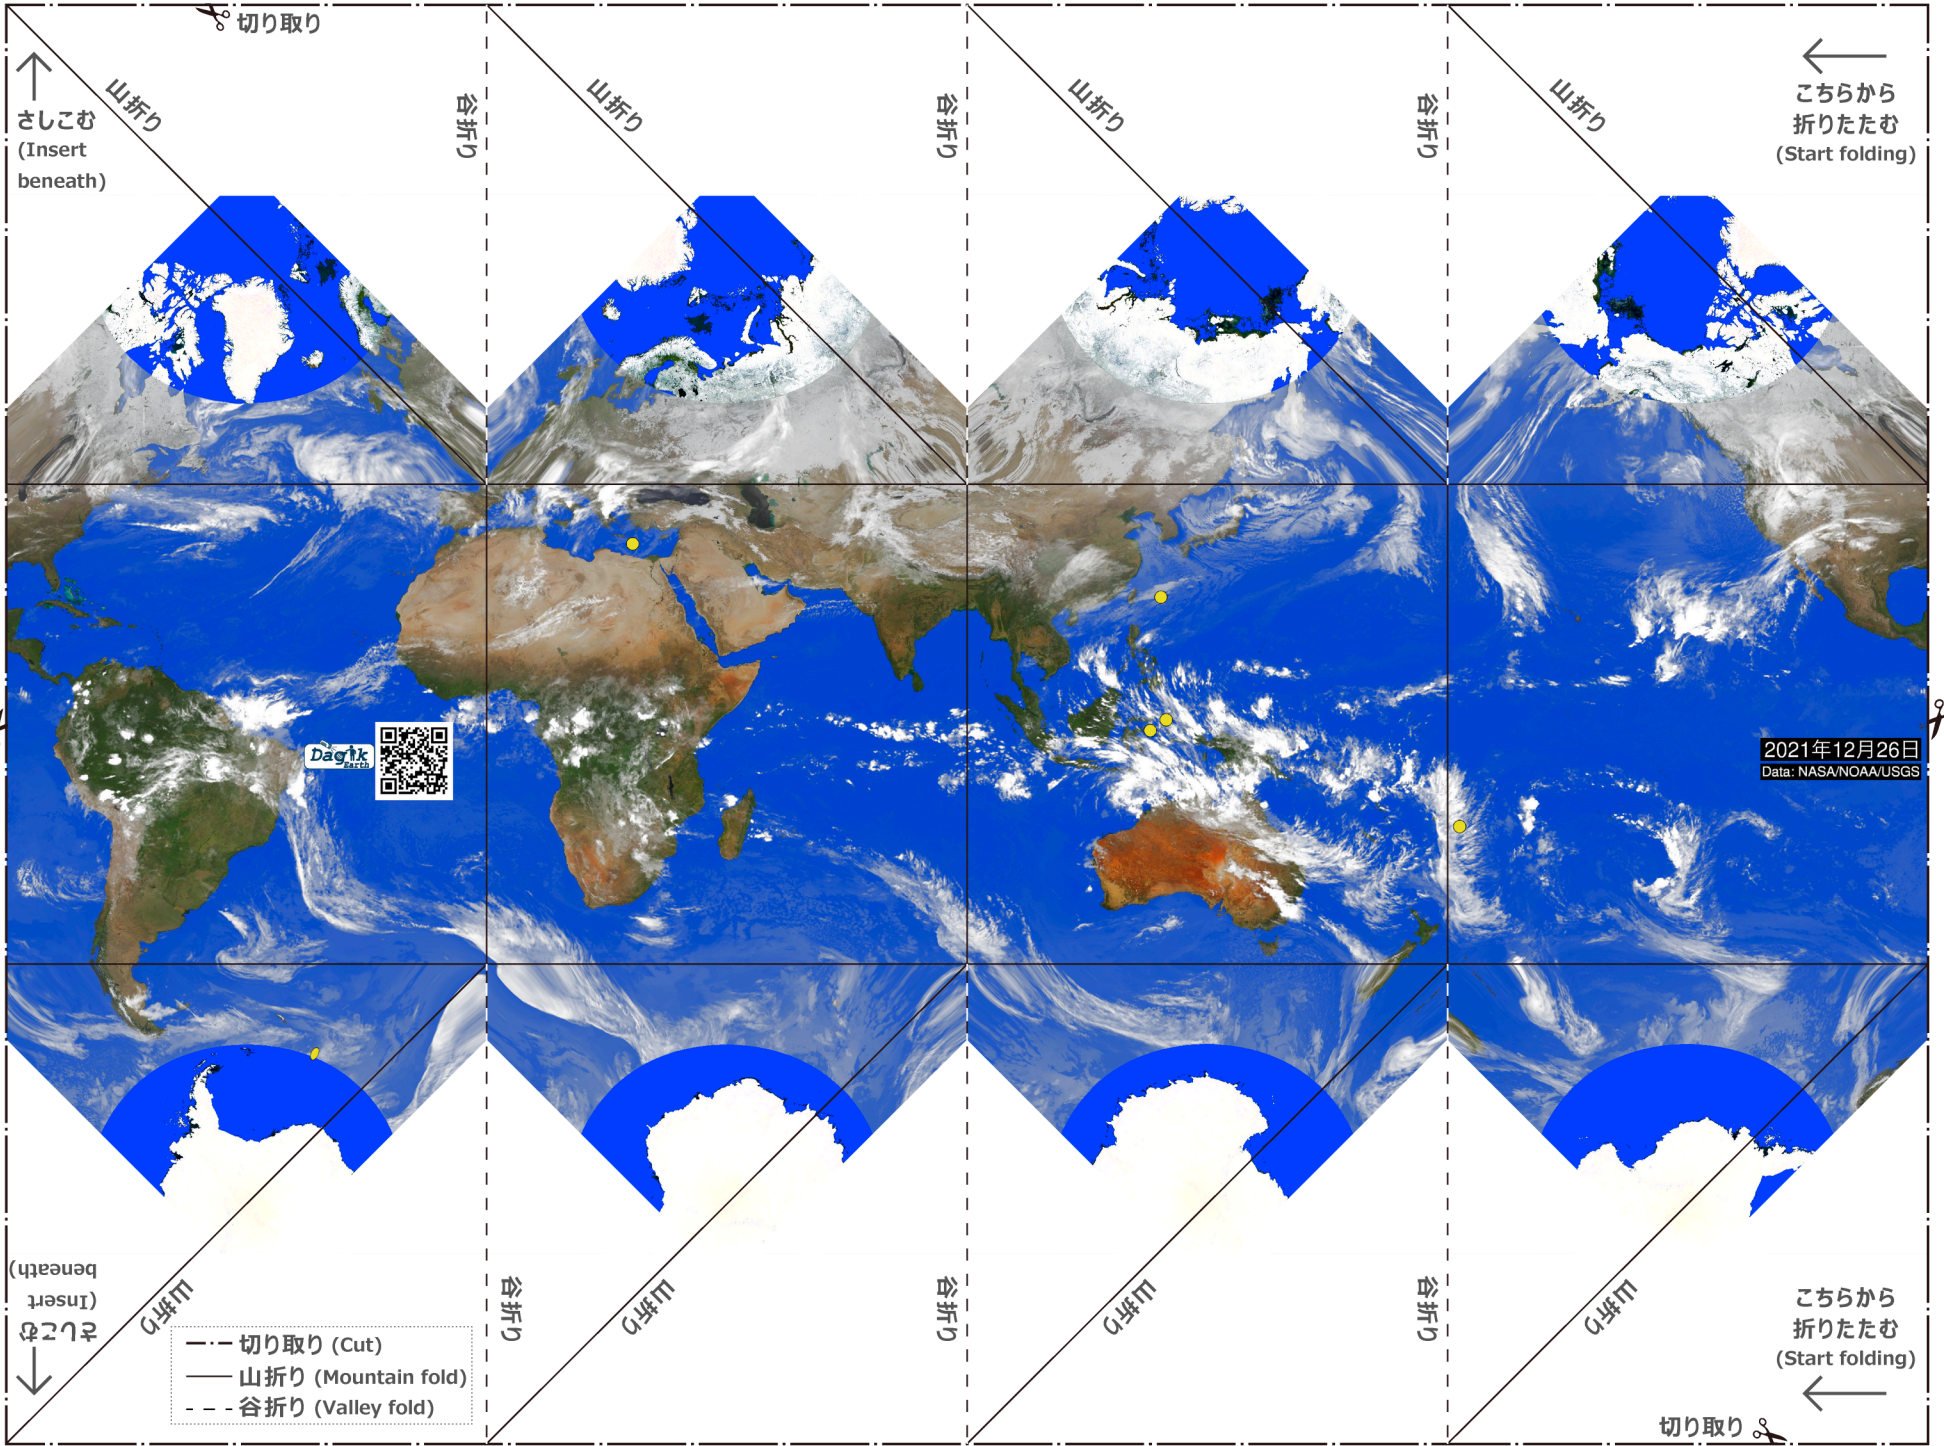 切り取り
さしこむ
(Insert
beneath)
山折り
谷折り
山折り
谷折り
山折り
谷折り
山折り
こちらから
折りたたむ
(Start folding)
Dagik
Earth
2021年12月26日
Data: NASA/NOAA/USGS
さしこむ
(Insert
beneath)
山折り
谷折り
山折り
谷折り
山折り
谷折り
山折り
こちらから
折りたたむ
(Start folding)
切り取り (Cut)
山折り (Mountain fold)
谷折り (Valley fold)
切り取り